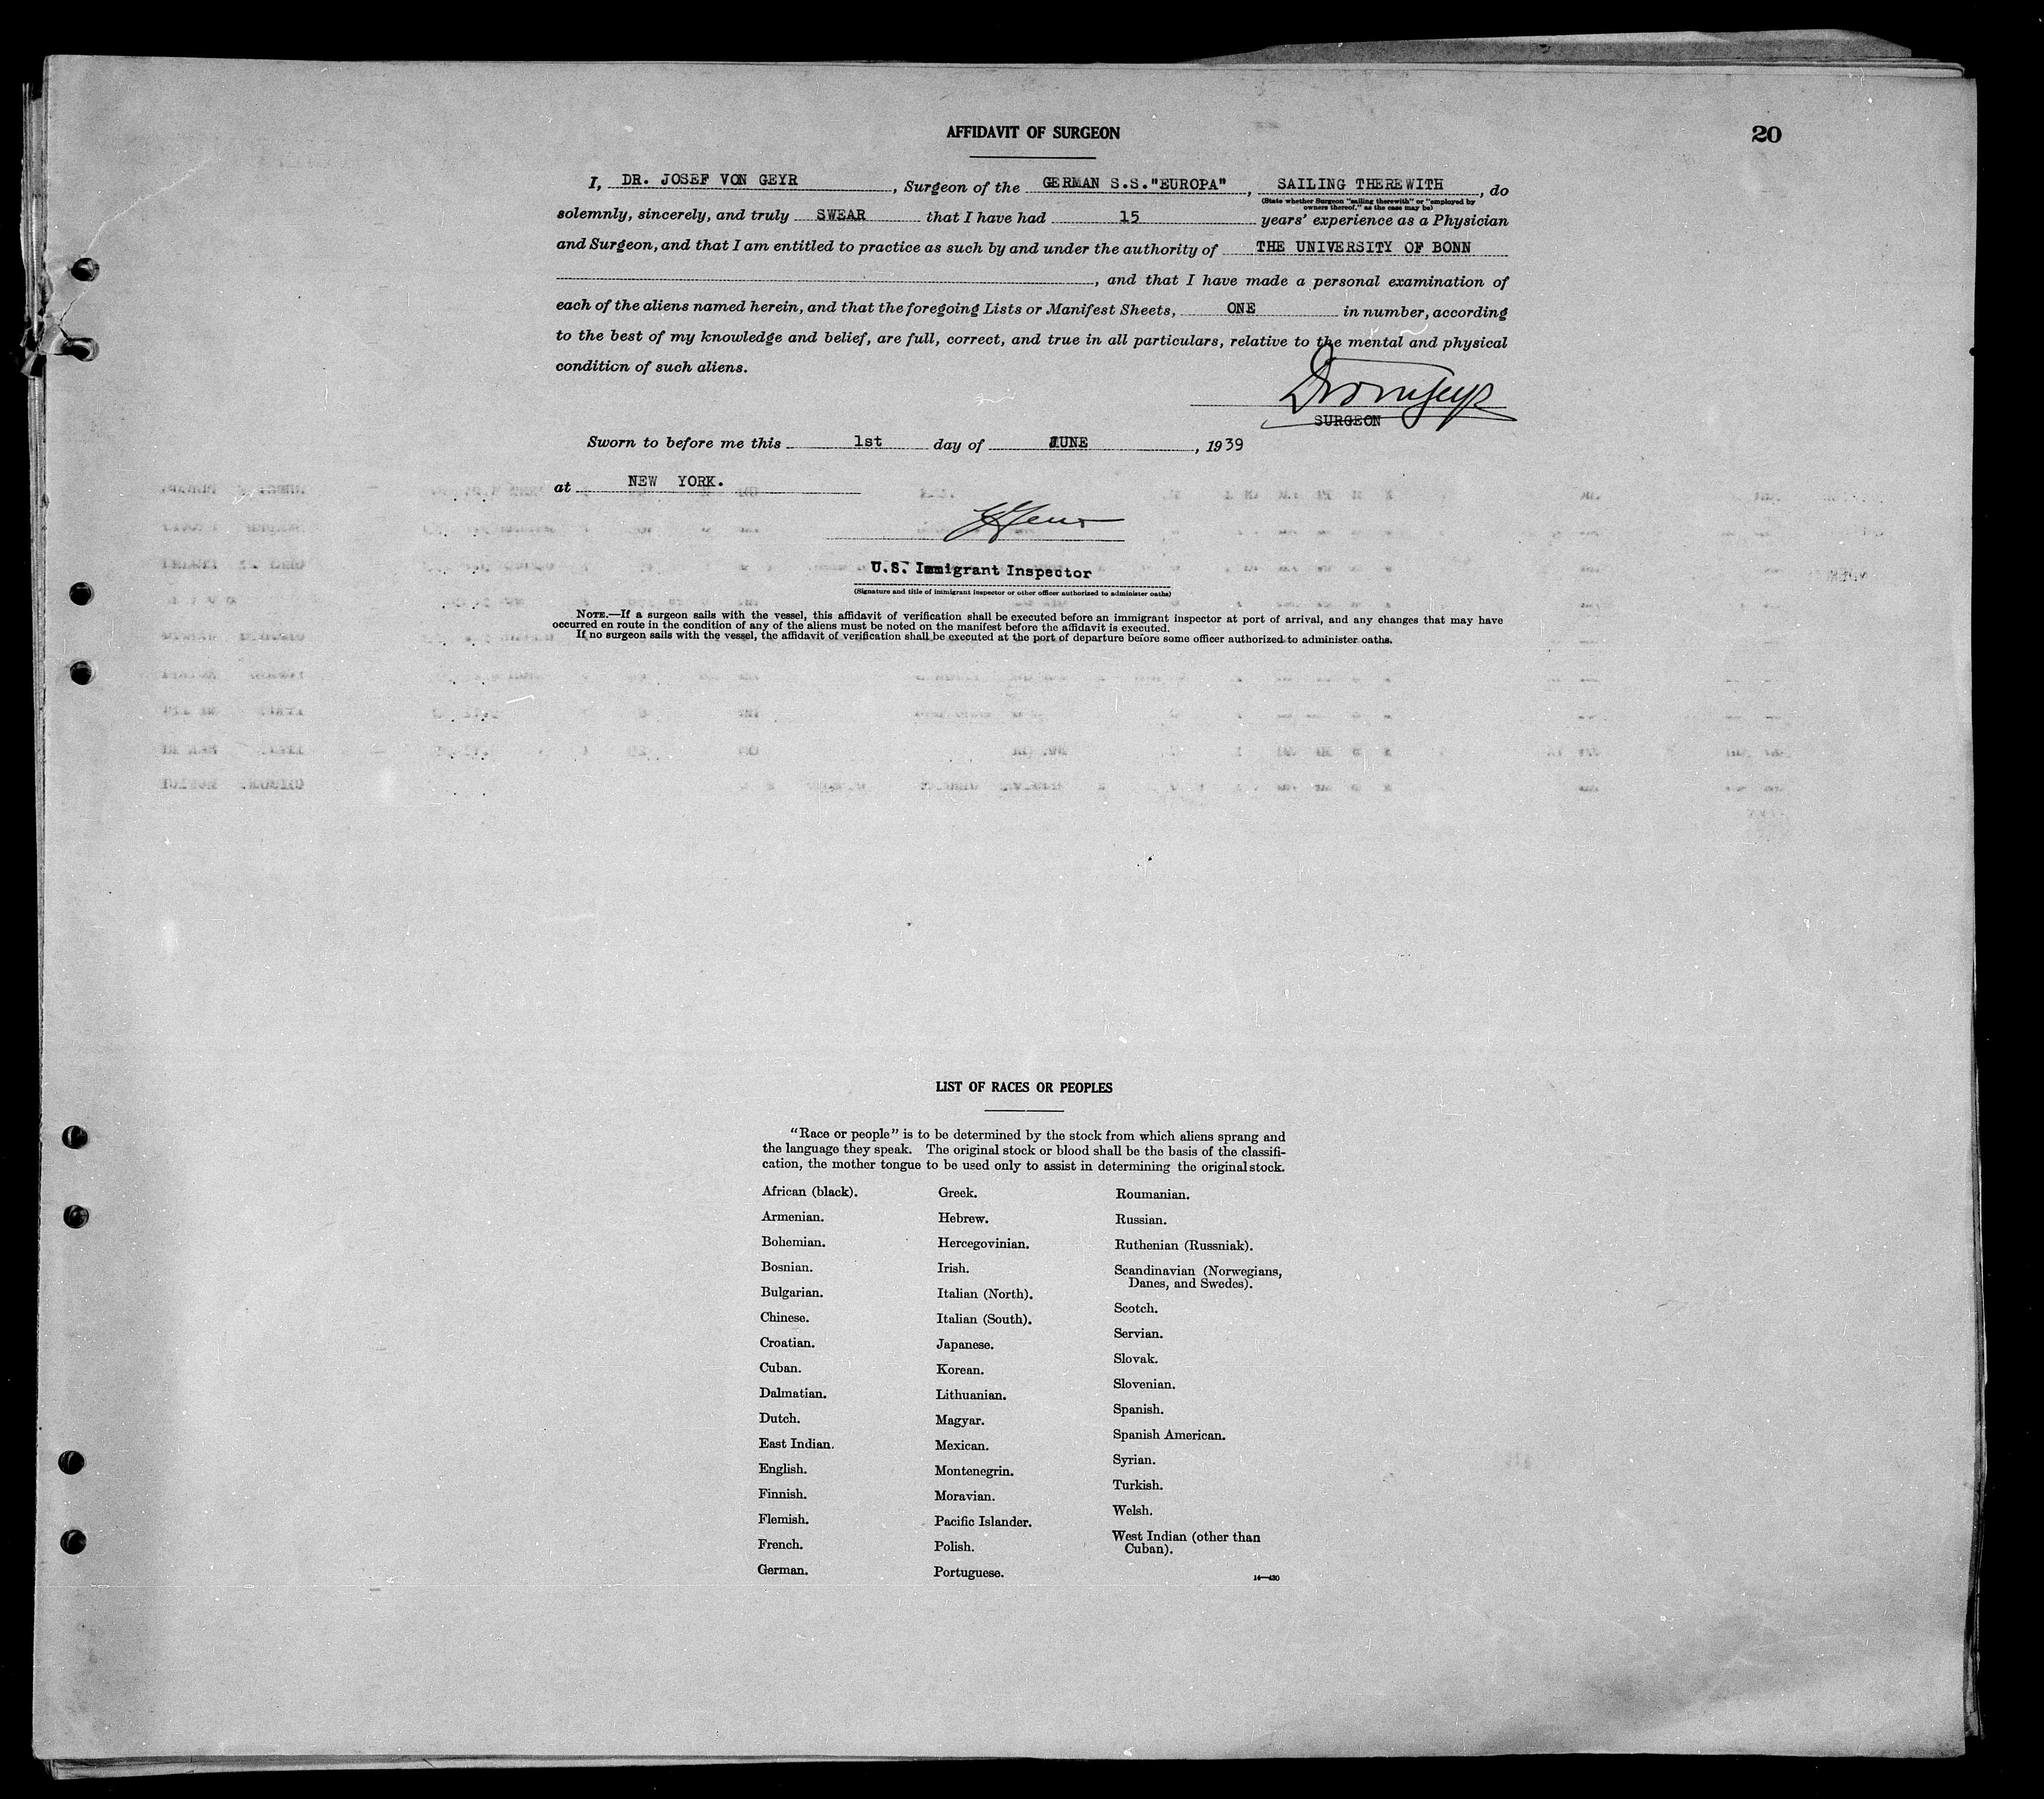 AFFIDAVIT OF SURGEON
20
I, DR. JOSEF VON GEYR, Surgeon of the GERMAN S.S."EUROPA", SAILING THEREWITH, do
(State whether Surgeon "sailing therewith" or "employed by
owners thereof," as the case may be)
solemnly, sincerely, and truly SWEAR that I have had 15 years' experience as a Physician
and Surgeon, and that I am entitled to practice as such by and under the authority of THE UNIVERSITY OF BONN
, and that I have made a personal examination of
each of the aliens named herein, and that the foregoing Lists or Manifest Sheets, ONE in number, according
to the best of my knowledge and belief, are full, correct, and true in all particulars, relative to the mental and physical
condition of such aliens.
SURGEON
Sworn to before me this 1st day of JUNE, 1939
at NEW YORK.
U.S. Immigrant Inspector
(Signature and title of immigrant inspector or other officer authorized to administer oaths)
NOTE.—If a surgeon sails with the vessel, this affidavit of verification shall be executed before an immigrant inspector at port of arrival, and any changes that may have
occurred en route in the condition of any of the aliens must be noted on the manifest before the affidavit is executed.
If no surgeon sails with the vessel, the affidavit of verification shall be executed at the port of departure before some officer authorized to administer oaths.
LIST OF RACES OR PEOPLES
"Race or people" is to be determined by the stock from which aliens sprang and
the language they speak. The original stock or blood shall be the basis of the classifi-
cation, the mother tongue to be used only to assist in determining the original stock.
African (black).
Armenian.
Bohemian.
Bosnian.
Bulgarian.
Chinese.
Croatian.
Cuban.
Dalmatian.
Dutch.
East Indian.
English.
Finnish.
Flemish.
French.
German.
Greek.
Hebrew.
Hercegovinian.
Irish.
Italian (North).
Italian (South).
Japanese.
Korean.
Lithuanian.
Magyar.
Mexican.
Montenegrin.
Moravian.
Pacific Islander.
Polish.
Portuguese.
Roumanian.
Russian.
Ruthenian (Russniak).
Scandinavian (Norwegians,
Danes, and Swedes).
Scotch.
Servian.
Slovak.
Slovenian.
Spanish.
Spanish American.
Syrian.
Turkish.
Welsh.
West Indian (other than
Cuban).
14—430